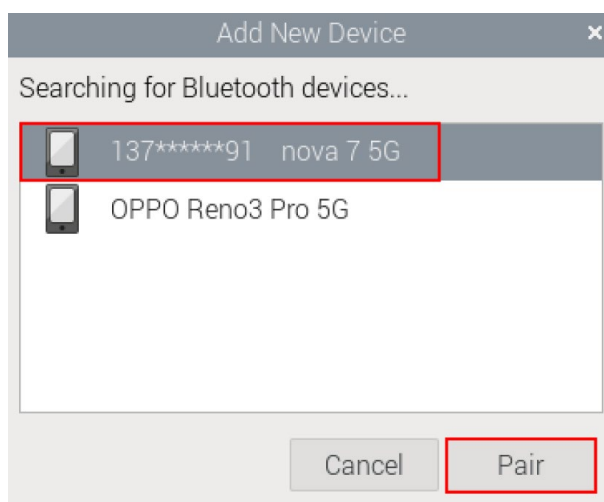 Add New Device ×
Searching for Bluetooth devices...
137******91 nova 7 5G
OPPO Reno3 Pro 5G
Cancel Pair